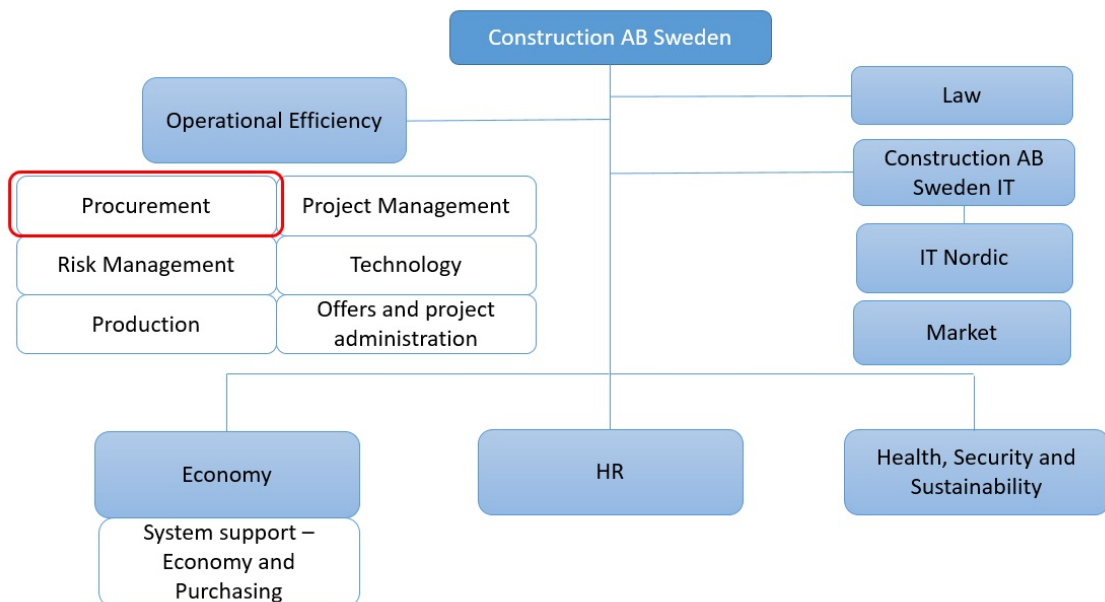 Construction AB Sweden
Operational Efficiency
Law
Construction AB
Sweden IT
Procurement
Project Management
IT Nordic
Risk Management
Technology
Production
Offers and project
administration
Market
Economy
HR
Health, Security and
Sustainability
System support –
Economy and
Purchasing